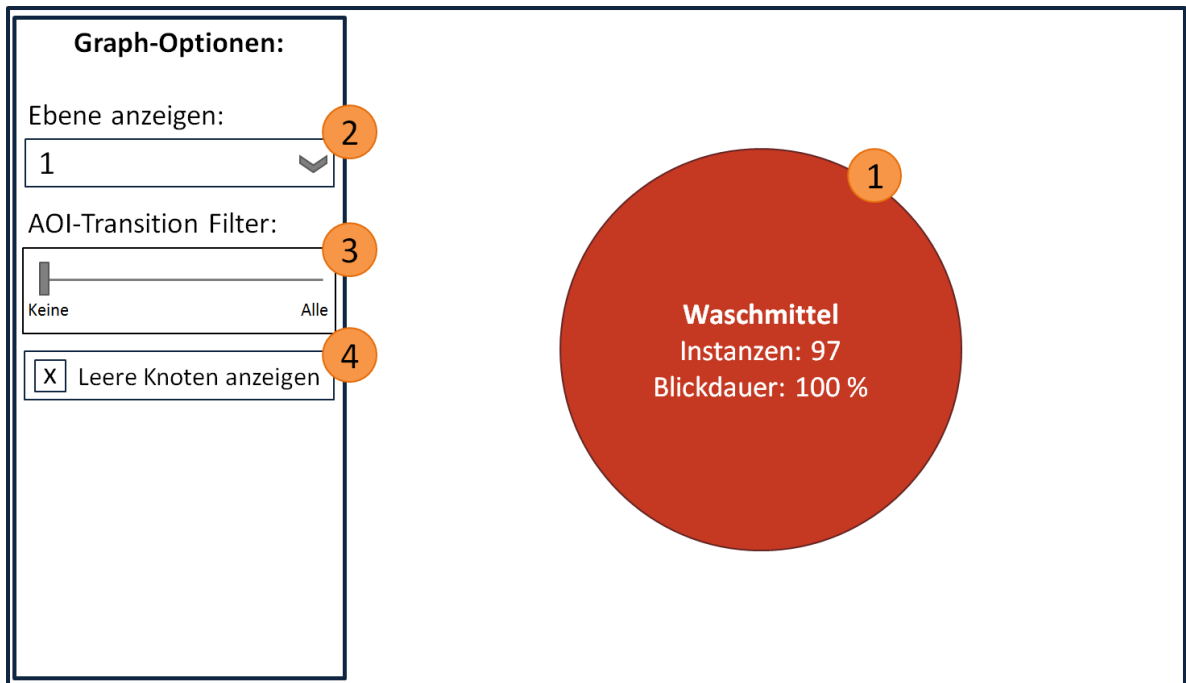 Graph-Optionen:
Ebene anzeigen:
2
1
AOI-Transition Filter:
3
Keine
Alle
4
X Leere Knoten anzeigen
1
Waschmittel
Instanzen: 97
Blickdauer: 100 %